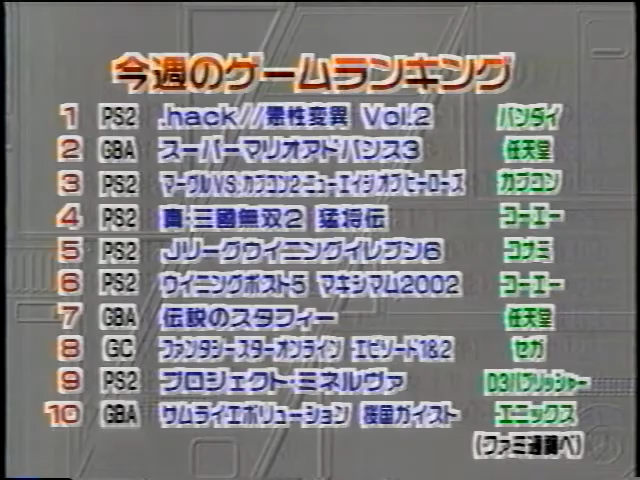 今週のゲームランキング
1 PS2 .hack//悪性変異 Vol.2 バンダイ
2 GBA スーパーマリオアドバンス3 任天堂
3 PS2 マーヴルVS.カプコン2・ニューエイジオブヒーローズ カプコン
4 PS2 真・三國無双2 猛将伝 コーエー
5 PS2 Jリーグウイニングイレブン6 コナミ
6 PS2 ウイニングポスト5 マキシマム2002 コーエー
7 GBA 伝説のスタフィー 任天堂
8 GC ファンタシースターオンライン エピソード1&2 セガ
9 PS2 プロジェクト・ミネルヴァ D3パブリッシャー
10 GBA サムライエボリューション 桜国ガイスト エニックス
(ファミ通調べ)